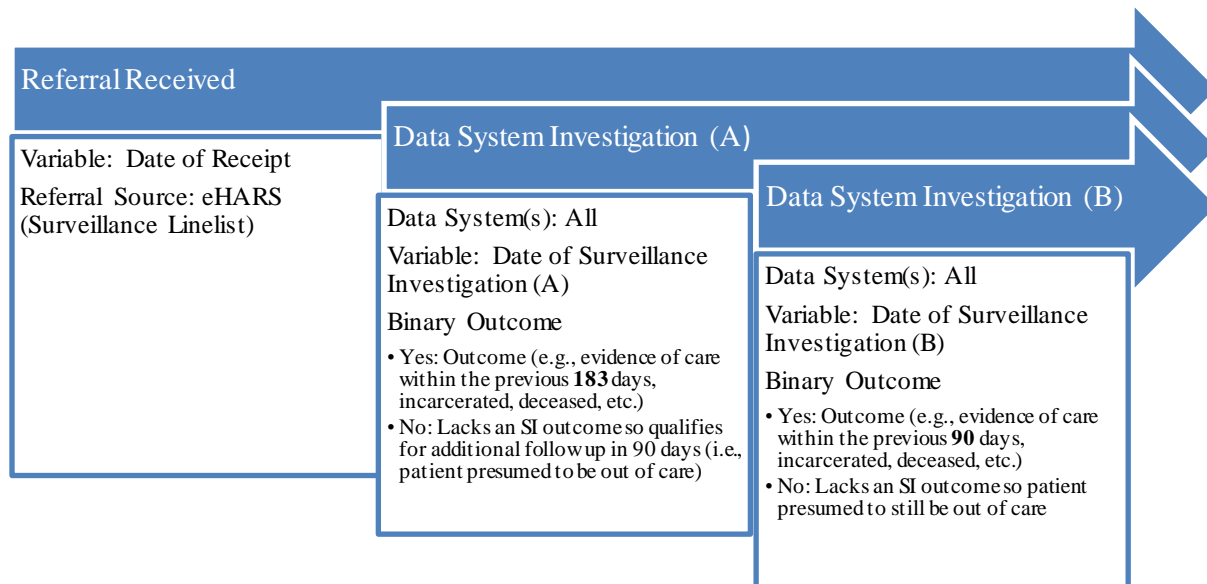 Referral Received
Variable: Date of Receipt
Referral Source: eHARS
(Surveillance Linelist)
Data System Investigation (A)
Data System(s): All
Variable: Date of Surveillance
Investigation (A)
Binary Outcome
• Yes: Outcome (e.g., evidence of care
within the previous 183 days,
incarcerated, deceased, etc.)
• No: Lacks an SI outcome so qualifies
for additional follow up in 90 days (i.e.,
patient presumed to be out of care)
Data System Investigation (B)
Data System(s): All
Variable: Date of Surveillance
Investigation (B)
Binary Outcome
• Yes: Outcome (e.g., evidence of care
within the previous 90 days,
incarcerated, deceased, etc.)
• No: Lacks an SI outcome so patient
presumed to still be out of care